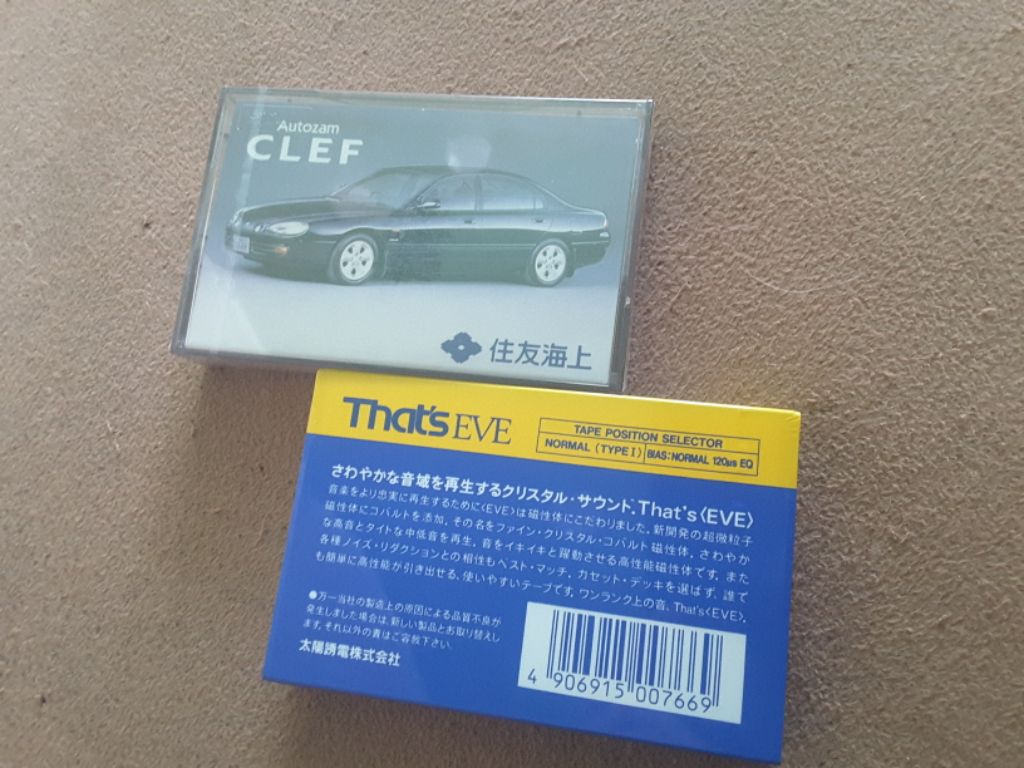 Autozam
CLEF
住友海上
That's EVE
TAPE POSITION SELECTOR
NORMAL (TYPE I) BIAS: NORMAL 120μs EQ
さわやかな音域を再生するクリスタル・サウンド。That's〈EVE〉
音楽をより忠実に再生するために〈EVE〉は磁性体にこだわりました。新開発の超微粒子
磁性体にコバルトを添加。その名をファイン・クリスタル・コバルト磁性体。さわやか
な高音とタイトな中低音を再生。音をイキイキと躍動させる高性能磁性体です。また
各種ノイズ・リダクションとの相性もベスト・マッチ。カセット・デッキを選ばず、誰で
も簡単に高性能が引き出せる、使いやすいテープです。ワンランク上の音、That's〈EVE〉。
●万一当社の製造上の原因による品質不良が
発生しました場合は、新しい製品とお取り替えし
ます。それ以外の責はご容赦下さい。
太陽誘電株式会社
4 906915 007669